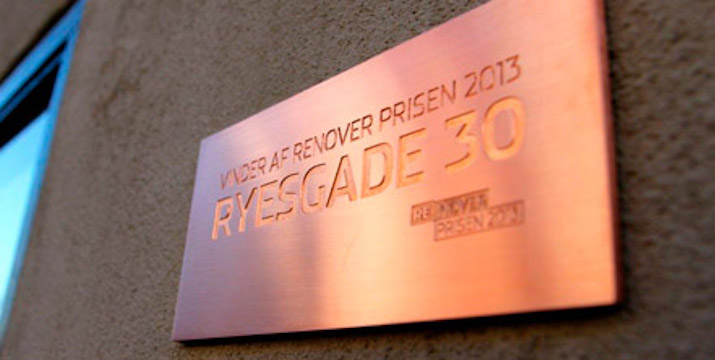 VINDER AF RENOVER PRISEN 2013
RYESGADE 30
RENOVER
PRISEN 2013